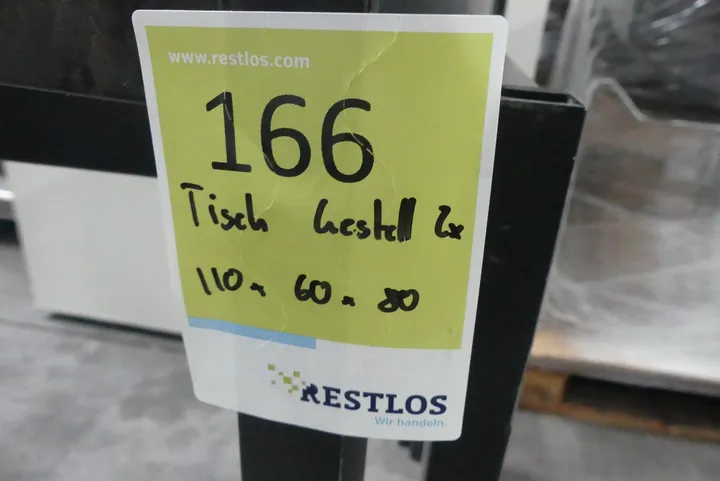 www.restlos.com
166
Tisch Gestell 2x
110 x 60 x 80
RESTLOS
Wir handeln.